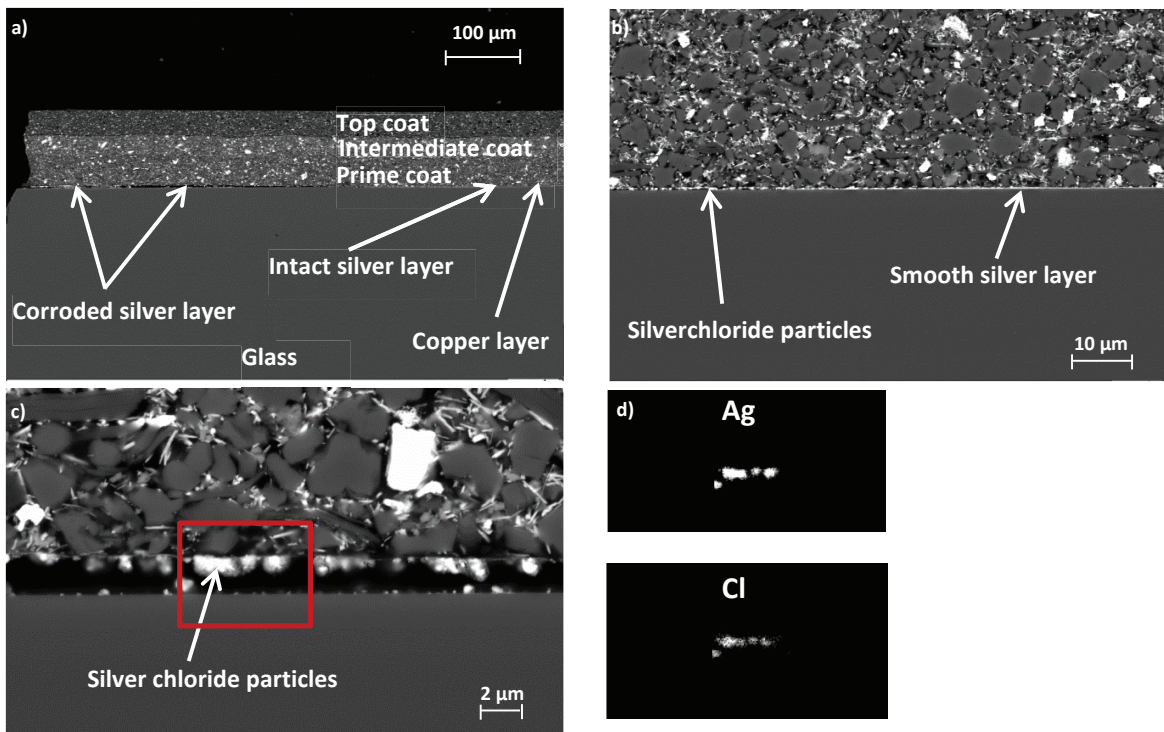 a)
100 µm
Top coat
Intermediate coat
Prime coat
Intact silver layer
Corroded silver layer
Copper layer
Glass
b)
Smooth silver layer
Silverchloride particles
10 µm
c)
Silver chloride particles
2 µm
d)
Ag
Cl